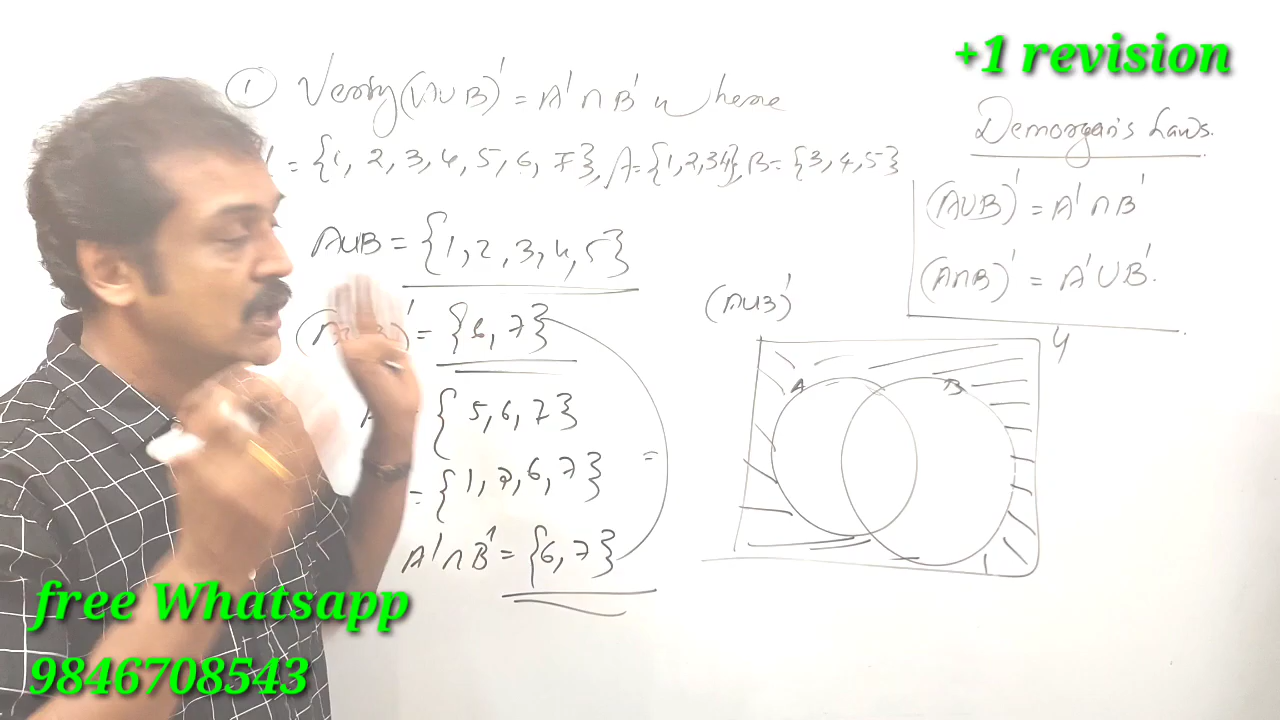 +1 revision
① Verify (A∪B)' = A' ∩ B' where
= {1, 2, 3, 4, 5, 6, 7}, A = {1,2,3 4}, B = {3, 4, 5}
A∪B = {1, 2, 3, 4, 5}
' = {6, 7}
{5, 6, 7}
= {1, 2, 6, 7}
=
A' ∩ B' = {6, 7}
Demorgan's Laws.
(A∪B)' = A' ∩ B'
(A∩B)' = A' ∪ B'.
(A∪B)'
A
B
free Whatsapp
9846708543